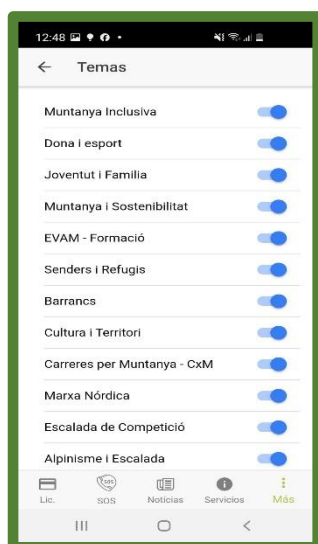 12:48
Temas
Muntanya Inclusiva
Dona i esport
Joventut i Familia
Muntanya i Sostenibilitat
EVAM - Formació
Senders i Refugis
Barrancs
Cultura i Territori
Carreres per Muntanya - CxM
Marxa Nórdica
Escalada de Competició
Alpinisme i Escalada
SOS
Lic. SOS Noticias Servicios Más